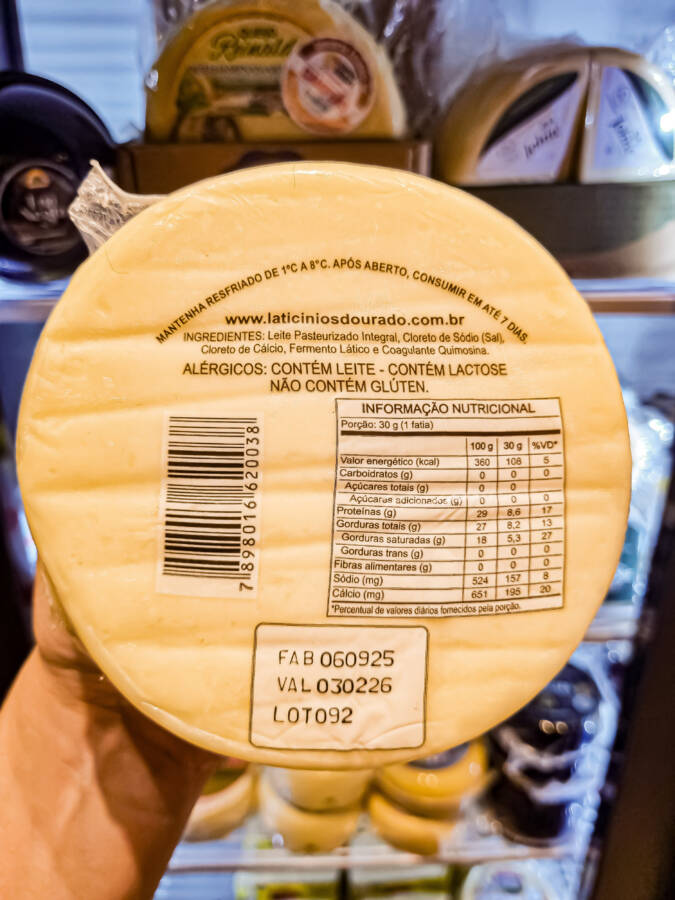 Reinold
MANTENHA RESFRIADO DE 1ºC A 8°C. APÓS ABERTO, CONSUMIR EM ATÉ 7 DIAS.
www.laticiniosdourado.com.br
INGREDIENTES: Leite Pasteurizado Integral, Cloreto de Sódio (Sal),
Cloreto de Cálcio, Fermento Lático e Coagulante Quimosina.
ALÉRGICOS: CONTÉM LEITE - CONTÉM LACTOSE
NÃO CONTÉM GLÚTEN.
INFORMAÇÃO NUTRICIONAL
Porção: 30 g (1 fatia)
100 g 30 g %VD*
Valor energético (kcal) 360 108 5
Carboidratos (g) 0 0 0
Açúcares totais (g) 0 0
Açúcares adicionados (g) 0 0 0
Proteínas (g) 29 8,6 17
Gorduras totais (g) 27 8,2 13
Gorduras saturadas (g) 18 5,3 27
Gorduras trans (g) 0 0 0
Fibras alimentares (g) 0 0 0
Sódio (mg) 524 157 8
Cálcio (mg) 651 195 20
*Percentual de valores diários fornecidos pela porção.
7898016620038
FAB 060925
VAL 030226
LOT092